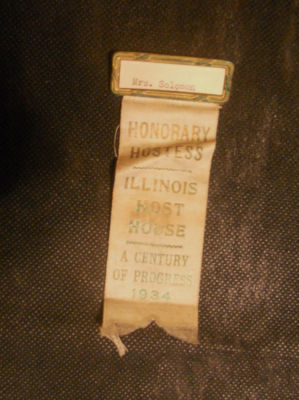 Mrs. Solomon
HONORARY
HOSTESS
ILLINOIS
HOST
HOUSE
A CENTURY
OF PROGRESS
1934